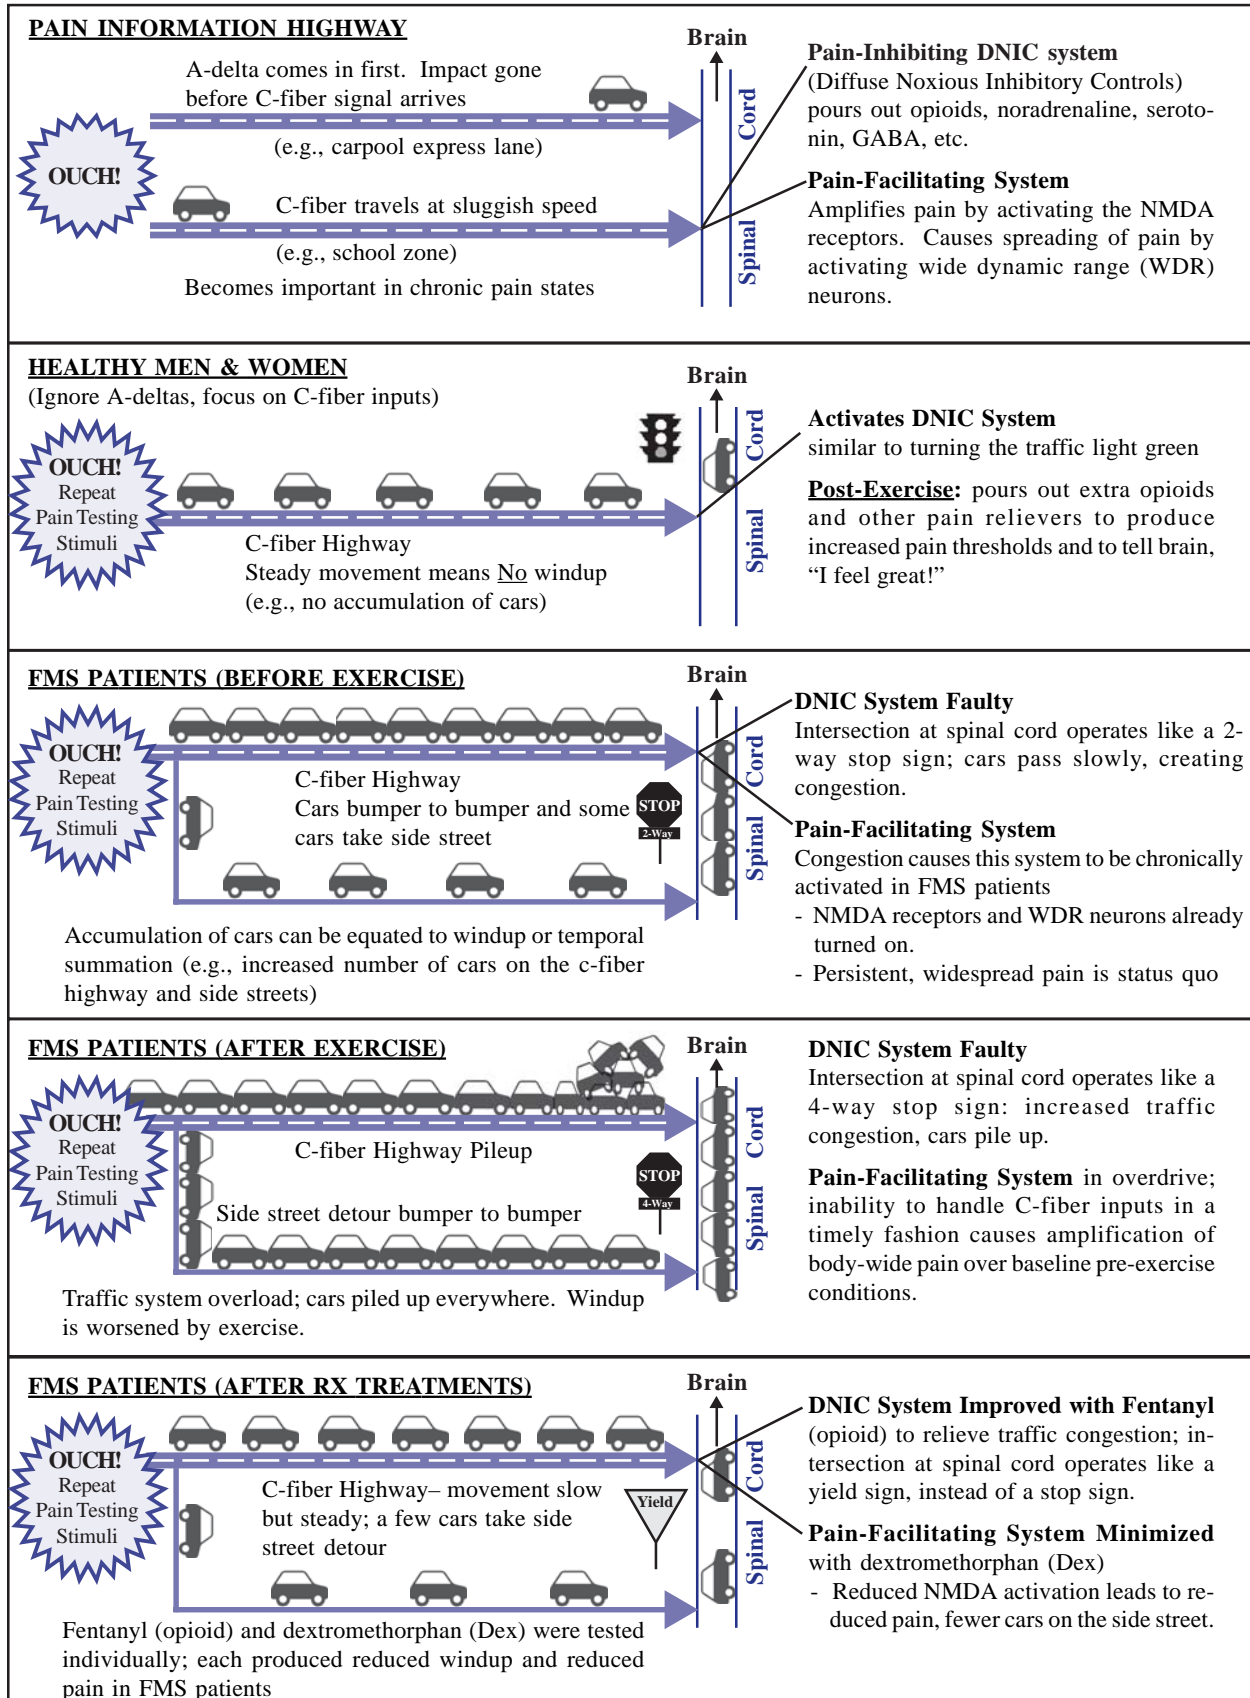 PAIN INFORMATION HIGHWAY
A-delta comes in first.  Impact gone
before C-fiber signal arrives
(e.g., carpool express lane)
OUCH!
C-fiber travels at sluggish speed
(e.g., school zone)
Becomes important in chronic pain states
Brain
Cord
Spinal
Pain-Inhibiting DNIC system
(Diffuse Noxious Inhibitory Controls)
pours out opioids, noradrenaline, seroto-
nin, GABA, etc.
Pain-Facilitating System
Amplifies pain by activating the NMDA
receptors.  Causes spreading of pain by
activating wide dynamic range (WDR)
neurons.
HEALTHY MEN & WOMEN
(Ignore A-deltas, focus on C-fiber inputs)
OUCH!
Repeat
Pain Testing
Stimuli
C-fiber Highway
Steady movement means No windup
(e.g., no accumulation of cars)
Brain
Cord
Spinal
Activates DNIC System
similar to turning the traffic light green
Post-Exercise: pours out extra opioids
and other pain relievers to produce
increased pain thresholds and to tell brain,
“I feel great!”
FMS PATIENTS (BEFORE EXERCISE)
OUCH!
Repeat
Pain Testing
Stimuli
C-fiber Highway
Cars bumper to bumper and some
cars take side street
STOP
2-Way
Accumulation of cars can be equated to windup or temporal
summation (e.g., increased number of cars on the c-fiber
highway and side streets)
Brain
Cord
Spinal
DNIC System Faulty
Intersection at spinal cord operates like a 2-
way stop sign; cars pass slowly, creating
congestion.
Pain-Facilitating System
Congestion causes this system to be chronically
activated in FMS patients
- NMDA receptors and WDR neurons already
turned on.
- Persistent, widespread pain is status quo
FMS PATIENTS (AFTER EXERCISE)
OUCH!
Repeat
Pain Testing
Stimuli
C-fiber Highway Pileup
STOP
4-Way
Side street detour bumper to bumper
Traffic system overload; cars piled up everywhere.  Windup
is worsened by exercise.
Brain
Cord
Spinal
DNIC System Faulty
Intersection at spinal cord operates like a
4-way stop sign: increased traffic
congestion, cars pile up.
Pain-Facilitating System in overdrive;
inability to handle C-fiber inputs in a
timely fashion causes amplification of
body-wide pain over baseline pre-exercise
conditions.
FMS PATIENTS (AFTER RX TREATMENTS)
OUCH!
Repeat
Pain Testing
Stimuli
C-fiber Highway– movement slow
but steady; a few cars take side
street detour
Yield
Fentanyl (opioid) and dextromethorphan (Dex) were tested
individually; each produced reduced windup and reduced
pain in FMS patients
Brain
Cord
Spinal
DNIC System Improved with Fentanyl
(opioid) to relieve traffic congestion; in-
tersection at spinal cord operates like a
yield sign, instead of a stop sign.
Pain-Facilitating System Minimized
with dextromethorphan (Dex)
- Reduced NMDA activation leads to re-
duced pain, fewer cars on the side street.